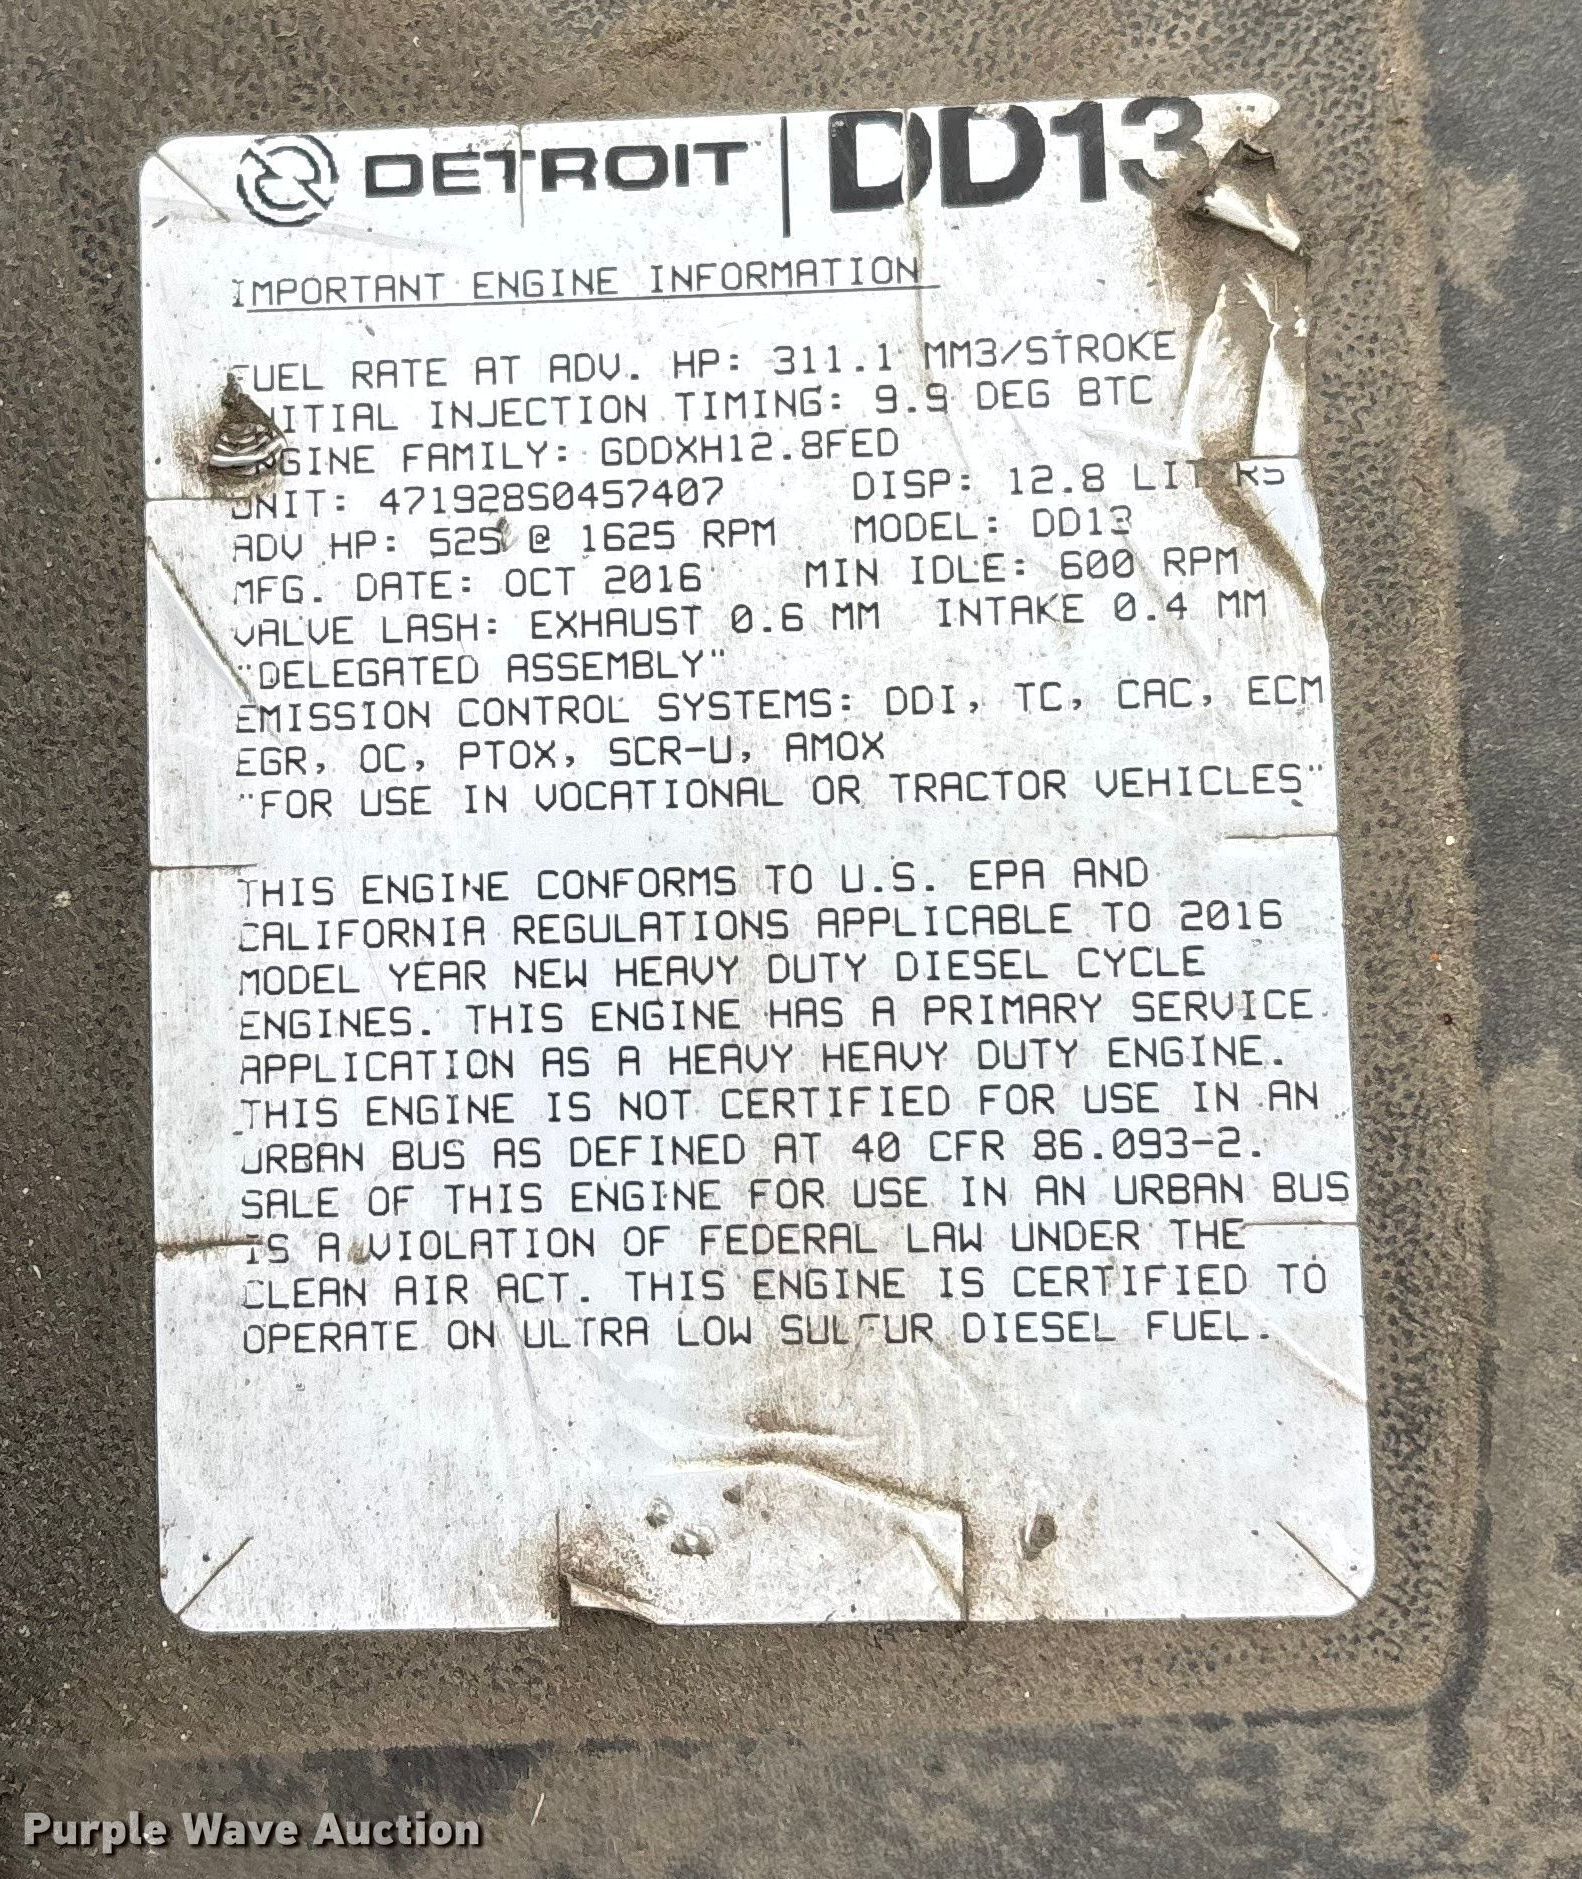 DETROIT | DD13
IMPORTANT ENGINE INFORMATION
FUEL RATE AT ADV. HP: 311.1 MM3/STROKE
INITIAL INJECTION TIMING: 9.9 DEG BTC
ENGINE FAMILY: GDDXH12.8FED
UNIT: 471928S0457407 DISP: 12.8 LITERS
ADV HP: 525 @ 1625 RPM MODEL: DD13
MFG. DATE: OCT 2016 MIN IDLE: 600 RPM
VALVE LASH: EXHAUST 0.6 MM INTAKE 0.4 MM
"DELEGATED ASSEMBLY"
EMISSION CONTROL SYSTEMS: DDI, TC, CAC, ECM
EGR, OC, PTOX, SCR-U, AMOX
"FOR USE IN VOCATIONAL OR TRACTOR VEHICLES"
THIS ENGINE CONFORMS TO U.S. EPA AND
CALIFORNIA REGULATIONS APPLICABLE TO 2016
MODEL YEAR NEW HEAVY DUTY DIESEL CYCLE
ENGINES. THIS ENGINE HAS A PRIMARY SERVICE
APPLICATION AS A HEAVY HEAVY DUTY ENGINE.
THIS ENGINE IS NOT CERTIFIED FOR USE IN AN
URBAN BUS AS DEFINED AT 40 CFR 86.093-2.
SALE OF THIS ENGINE FOR USE IN AN URBAN BUS
IS A VIOLATION OF FEDERAL LAW UNDER THE
CLEAN AIR ACT. THIS ENGINE IS CERTIFIED TO
OPERATE ON ULTRA LOW SULFUR DIESEL FUEL.
Purple Wave Auction